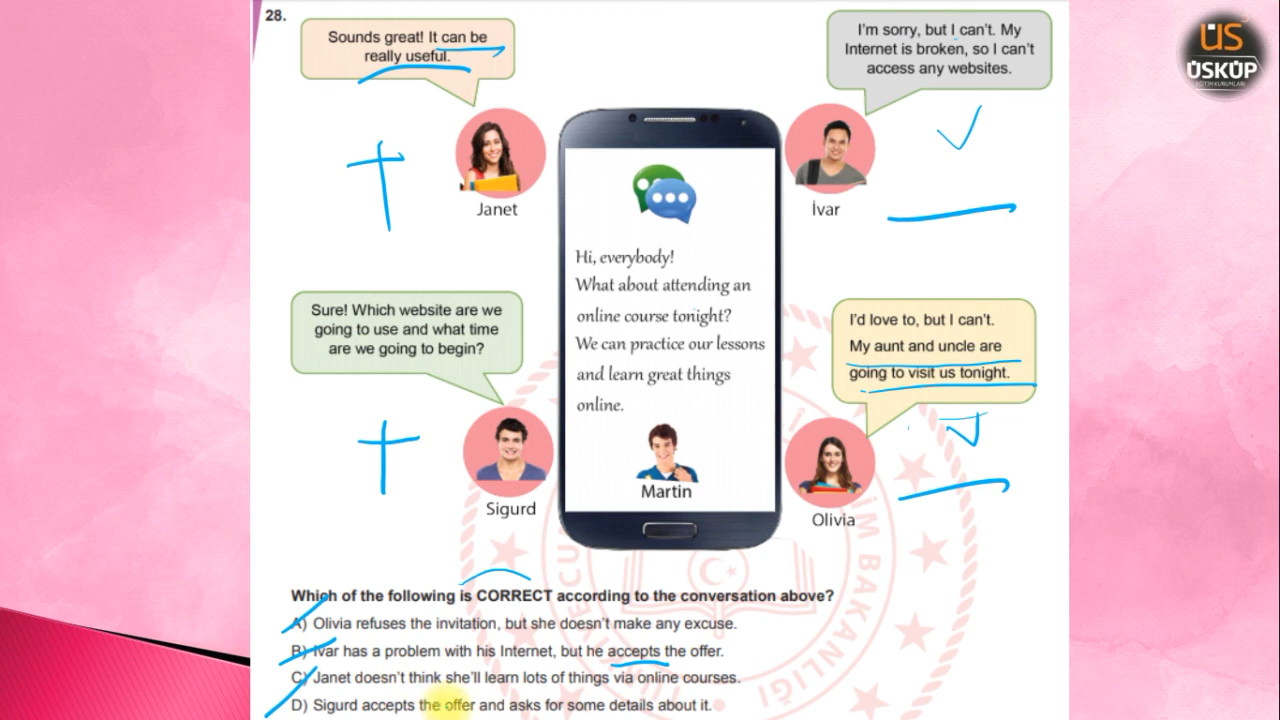 28.
Sounds great! It can be
really useful.
I'm sorry, but I can't. My
Internet is broken, so I can't
access any websites.
ÜS
ÜSKÜP
EĞİTİM KURUMLARI
Janet
İvar
Hi, everybody!
What about attending an
online course tonight?
We can practice our lessons
and learn great things
online.
Martin
Sure! Which website are we
going to use and what time
are we going to begin?
I'd love to, but I can't.
My aunt and uncle are
going to visit us tonight.
Sigurd
Olivia
Which of the following is CORRECT according to the conversation above?
A) Olivia refuses the invitation, but she doesn't make any excuse.
B) İvar has a problem with his Internet, but he accepts the offer.
C) Janet doesn't think she'll learn lots of things via online courses.
D) Sigurd accepts the offer and asks for some details about it.